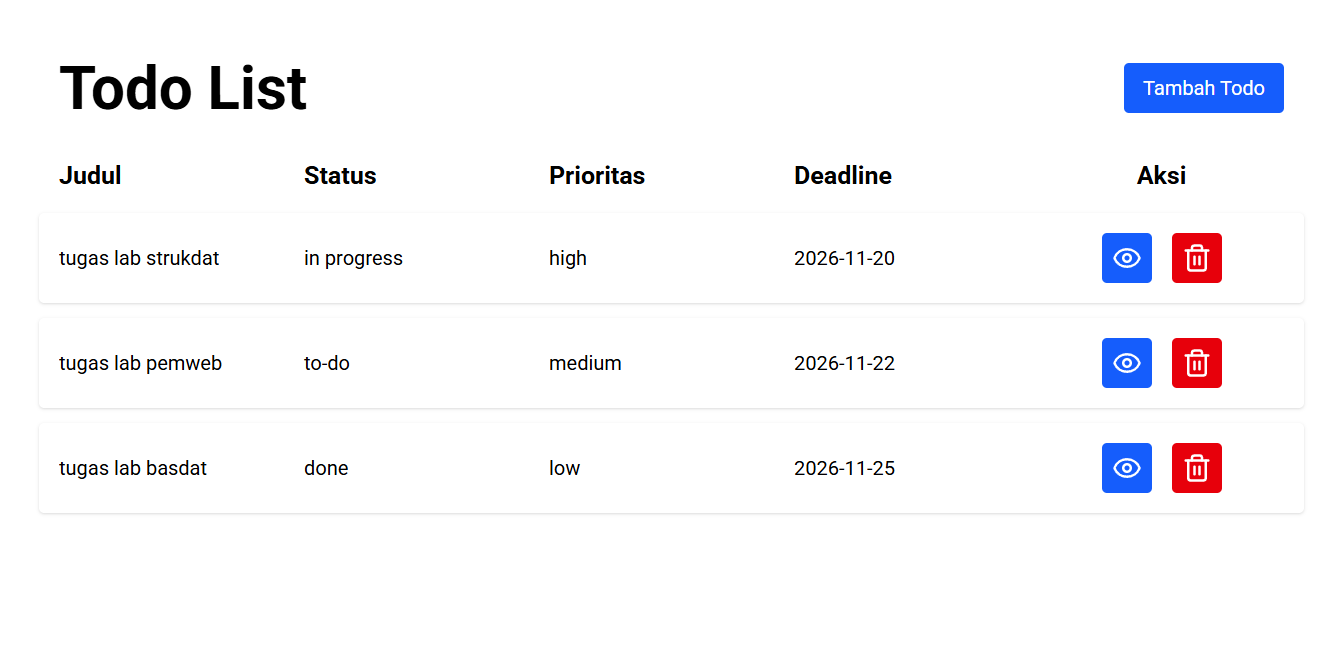 Todo List
Tambah Todo
Judul Status Prioritas Deadline Aksi
tugas lab strukdat in progress high 2026-11-20
tugas lab pemweb to-do medium 2026-11-22
tugas lab basdat done low 2026-11-25